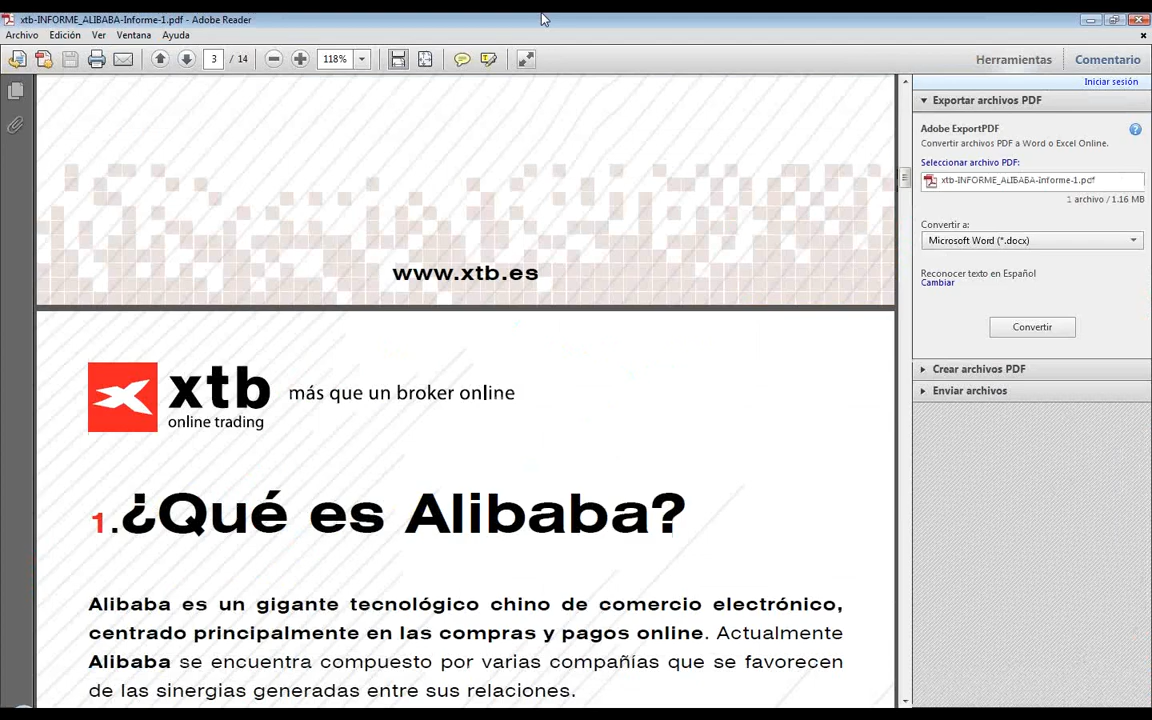 xtb-INFORME_ALIBABA-Informe-1.pdf - Adobe Reader
Archivo Edición Ver Ventana Ayuda
3 / 14 118% Herramientas Comentario
Iniciar sesión
Exportar archivos PDF
Adobe ExportPDF
Convertir archivos PDF a Word o Excel Online.
Seleccionar archivo PDF:
xtb-INFORME_ALIBABA-Informe-1.pdf
1 archivo / 1.16 MB
Convertir a:
Microsoft Word (*.docx)
Reconocer texto en Español
Cambiar
Convertir
Crear archivos PDF
Enviar archivos
www.xtb.es
xtb más que un broker online
online trading
1.¿Qué es Alibaba?
Alibaba es un gigante tecnológico chino de comercio electrónico,
centrado principalmente en las compras y pagos online. Actualmente
Alibaba se encuentra compuesto por varias compañías que se favorecen
de las sinergias generadas entre sus relaciones.